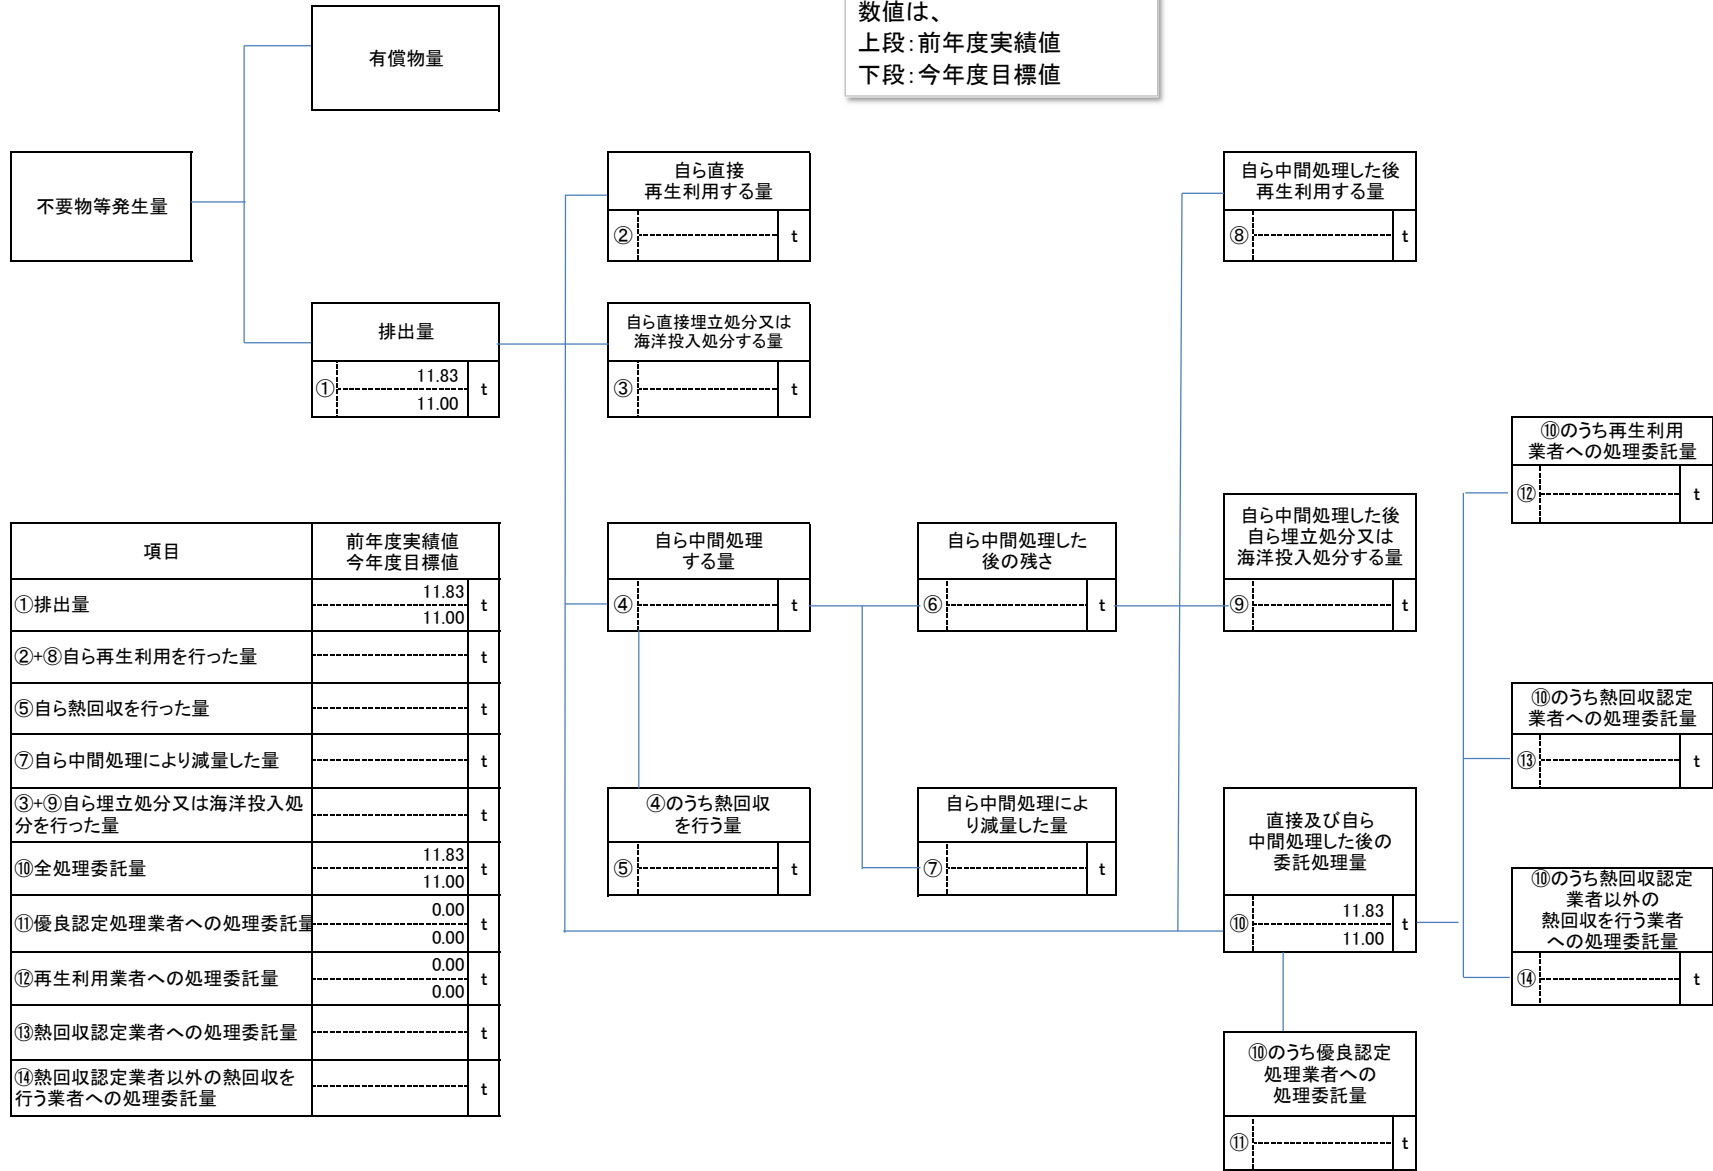 数値は、
上段：前年度実績値
下段：今年度目標値
有償物量
不要物等発生量
自ら直接
再生利用する量
② t
自ら中間処理した後
再生利用する量
⑧ t
排出量
① 11.83 t
11.00
自ら直接埋立処分又は
海洋投入処分する量
③ t
⑩のうち再生利用
業者への処理委託量
⑫ t
自ら中間処理
する量
④ t
自ら中間処理した
後の残さ
⑥ t
自ら中間処理した後
自ら埋立処分又は
海洋投入処分する量
⑨ t
⑩のうち熱回収認定
業者への処理委託量
⑬ t
④のうち熱回収
を行う量
⑤ t
自ら中間処理によ
り減量した量
⑦ t
直接及び自ら
中間処理した後の
委託処理量
⑩ 11.83 t
11.00
⑩のうち熱回収認定
業者以外の
熱回収を行う業者
への処理委託量
⑭ t
⑩のうち優良認定
処理業者への
処理委託量
⑪ t
項目
前年度実績値
今年度目標値
①排出量 11.83 t
11.00
②+⑧自ら再生利用を行った量 t
⑤自ら熱回収を行った量 t
⑦自ら中間処理により減量した量 t
③+⑨自ら埋立処分又は海洋投入処
分を行った量 t
⑩全処理委託量 11.83 t
11.00
⑪優良認定処理業者への処理委託量 0.00 t
0.00
⑫再生利用業者への処理委託量 0.00 t
0.00
⑬熱回収認定業者への処理委託量 t
⑭熱回収認定業者以外の熱回収を
行う業者への処理委託量 t